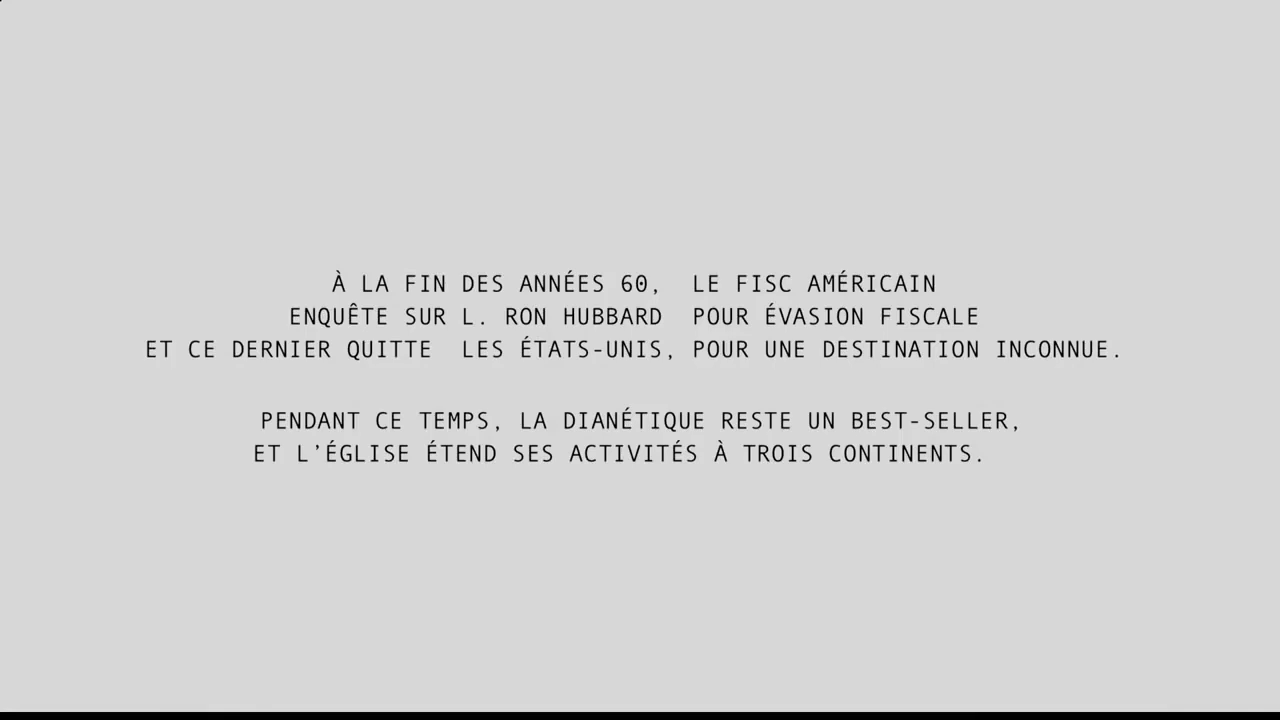 À LA FIN DES ANNÉES 60, LE FISC AMÉRICAIN
ENQUÊTE SUR L. RON HUBBARD POUR ÉVASION FISCALE
ET CE DERNIER QUITTE LES ÉTATS-UNIS, POUR UNE DESTINATION INCONNUE.
PENDANT CE TEMPS, LA DIANÉTIQUE RESTE UN BEST-SELLER,
ET L’ÉGLISE ÉTEND SES ACTIVITÉS À TROIS CONTINENTS.